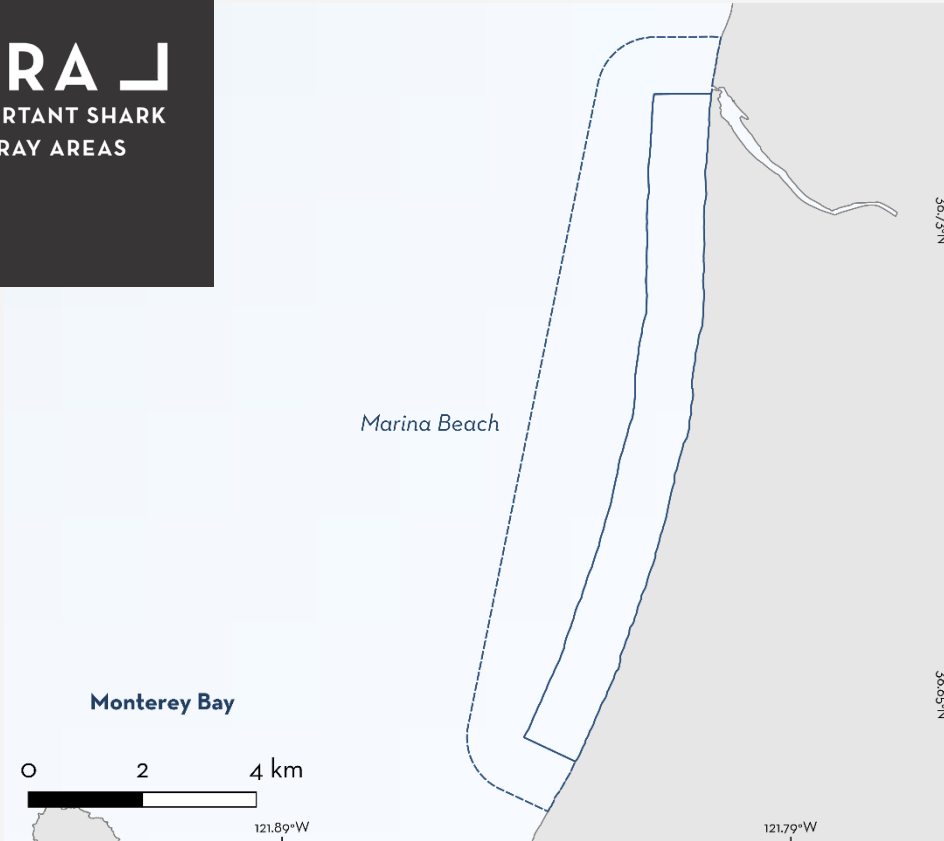 RA
RTANT SHARK
RAY AREAS
Marina Beach
Monterey Bay
0 2 4 km
121.89°W 121.79°W